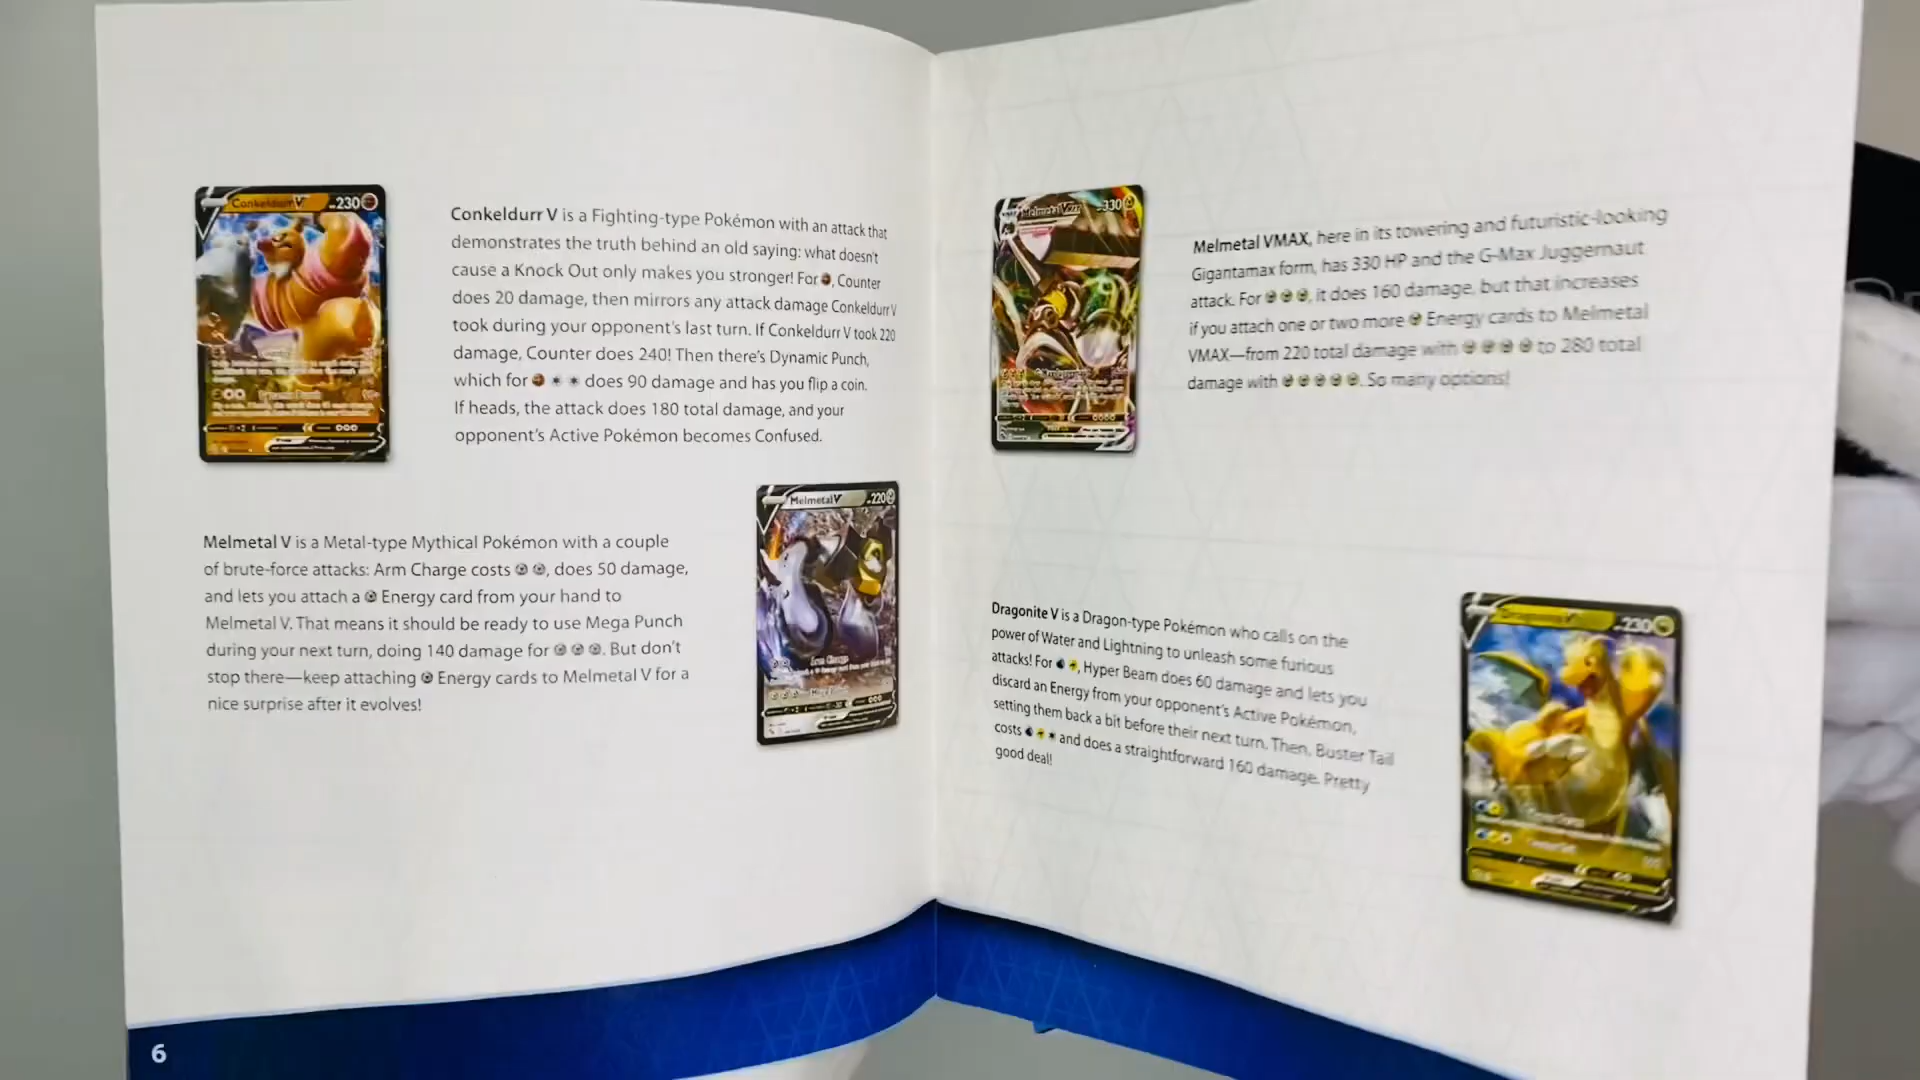 Conkeldurr V
230
Conkeldurr V is a Fighting-type Pokémon with an attack that
demonstrates the truth behind an old saying: what doesn't
cause a Knock Out only makes you stronger! For , Counter
does 20 damage, then mirrors any attack damage Conkeldurr V
took during your opponent's last turn. If Conkeldurr V took 220
damage, Counter does 240! Then there's Dynamic Punch,
which for does 90 damage and has you flip a coin.
If heads, the attack does 180 total damage, and your
opponent's Active Pokémon becomes Confused.
Melmetal V is a Metal-type Mythical Pokémon with a couple
of brute-force attacks: Arm Charge costs , does 50 damage,
and lets you attach a Energy card from your hand to
Melmetal V. That means it should be ready to use Mega Punch
during your next turn, doing 140 damage for . But don't
stop there—keep attaching Energy cards to Melmetal V for a
nice surprise after it evolves!
Melmetal V
220
Arm Charge
6
Melmetal VMAX
330
Melmetal VMAX, here in its towering and futuristic-looking
Gigantamax form, has 330 HP and the G-Max Juggernaut
attack. For , it does 160 damage, but that increases
if you attach one or two more Energy cards to Melmetal
VMAX—from 220 total damage with to 280 total
damage with . So many options!
Dragonite V is a Dragon-type Pokémon who calls on the
power of Water and Lightning to unleash some furious
attacks! For , Hyper Beam does 60 damage and lets you
discard an Energy from your opponent's Active Pokémon,
setting them back a bit before their next turn. Then, Buster Tail
costs and does a straightforward 160 damage. Pretty
good deal!
Dragonite V
230